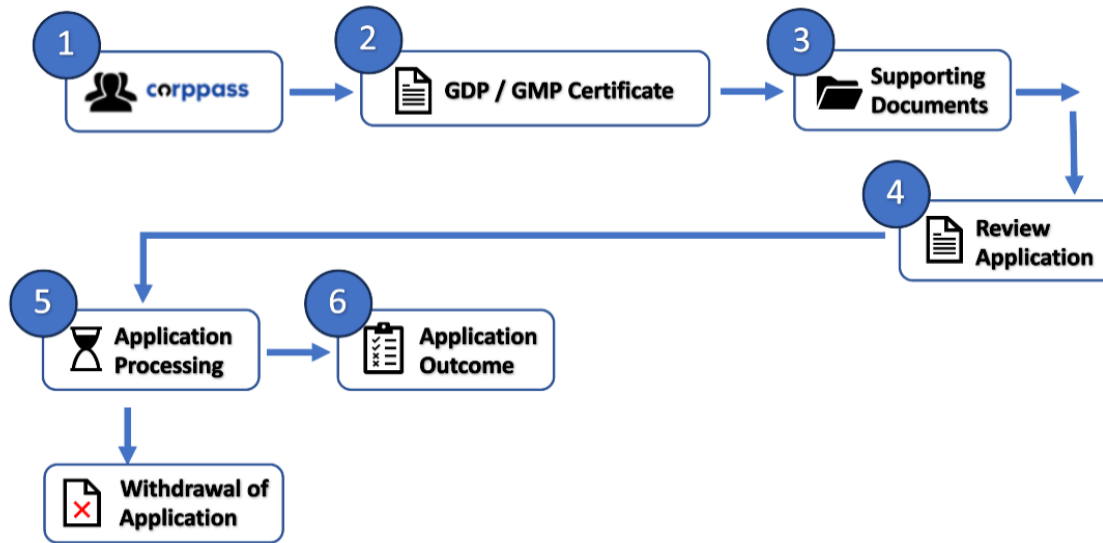 1
corppass
2
GDP / GMP Certificate
3
Supporting
Documents
4
Review
Application
5
Application
Processing
6
Application
Outcome
Withdrawal of
Application